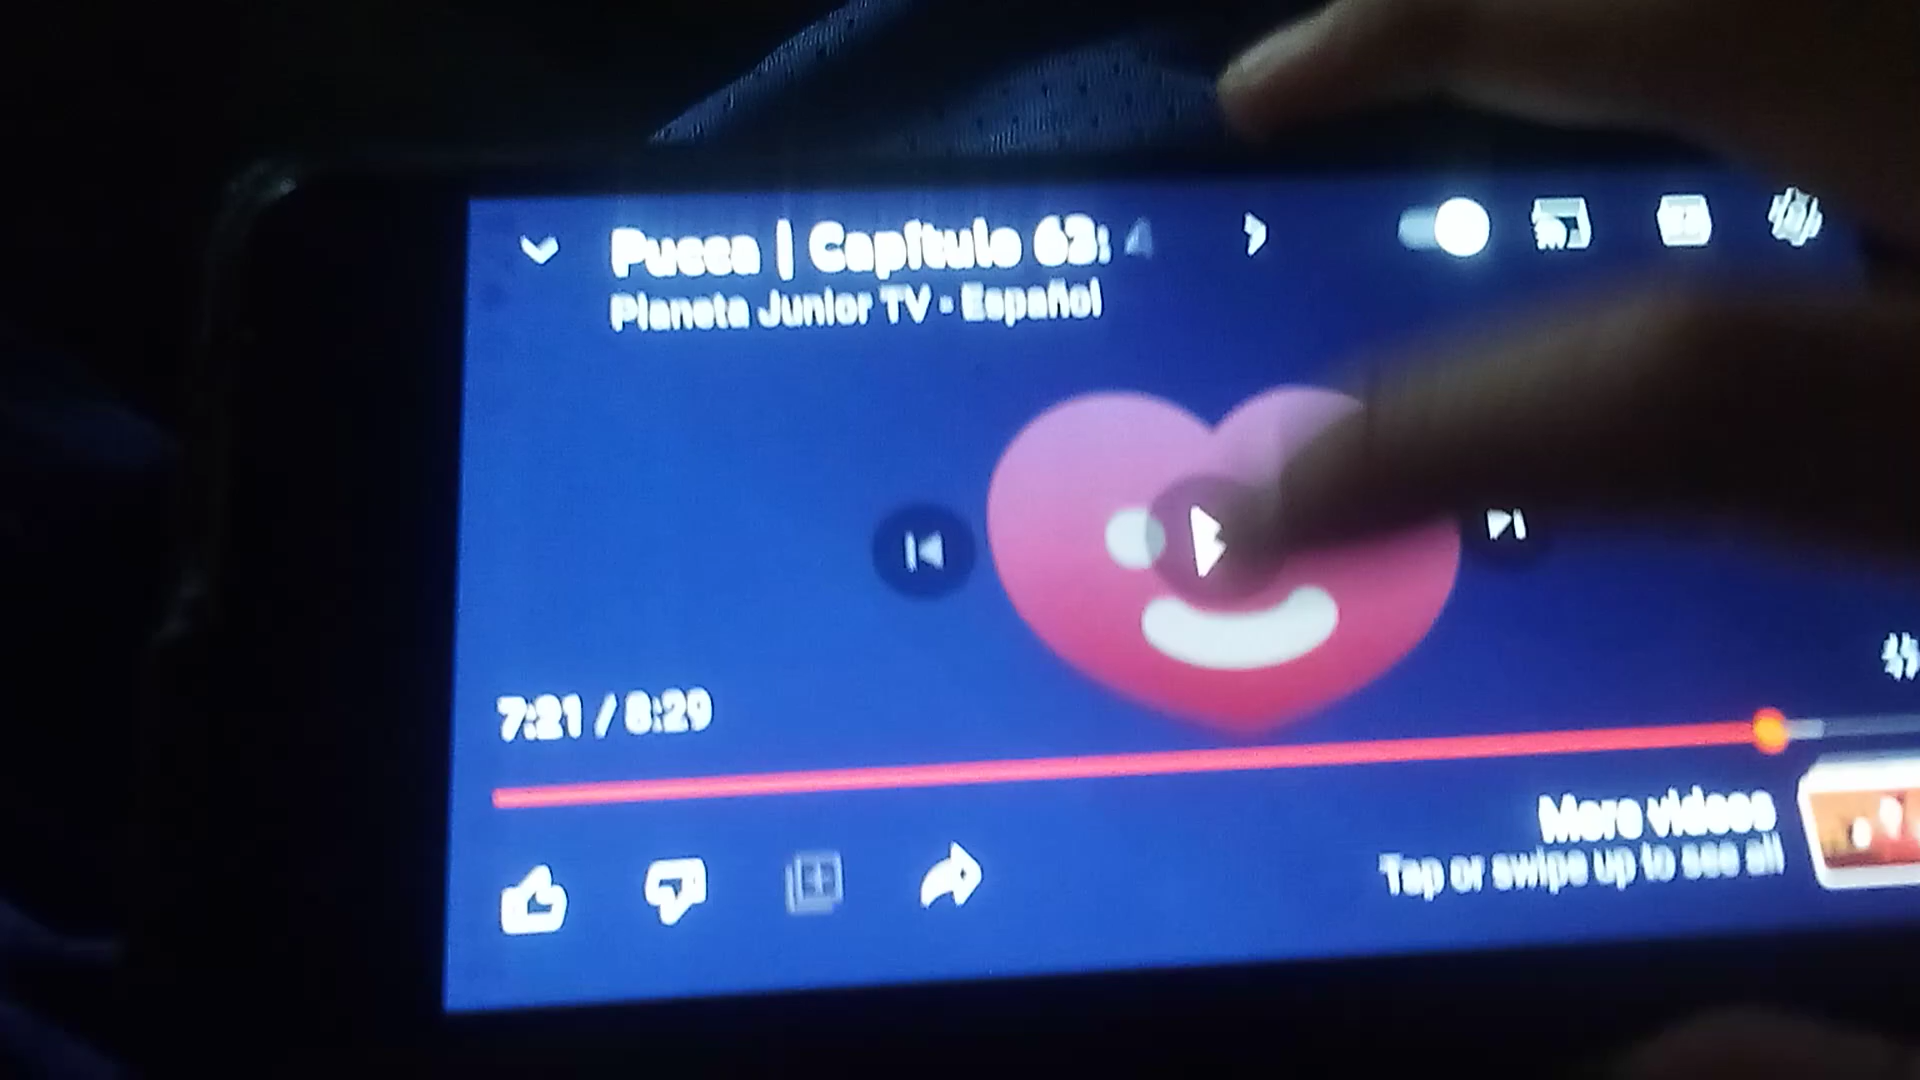 Pucca | Capítulo 63:
Planeta Junior TV - Español
7:21 / 8:29
More videos
Tap or swipe up to see all